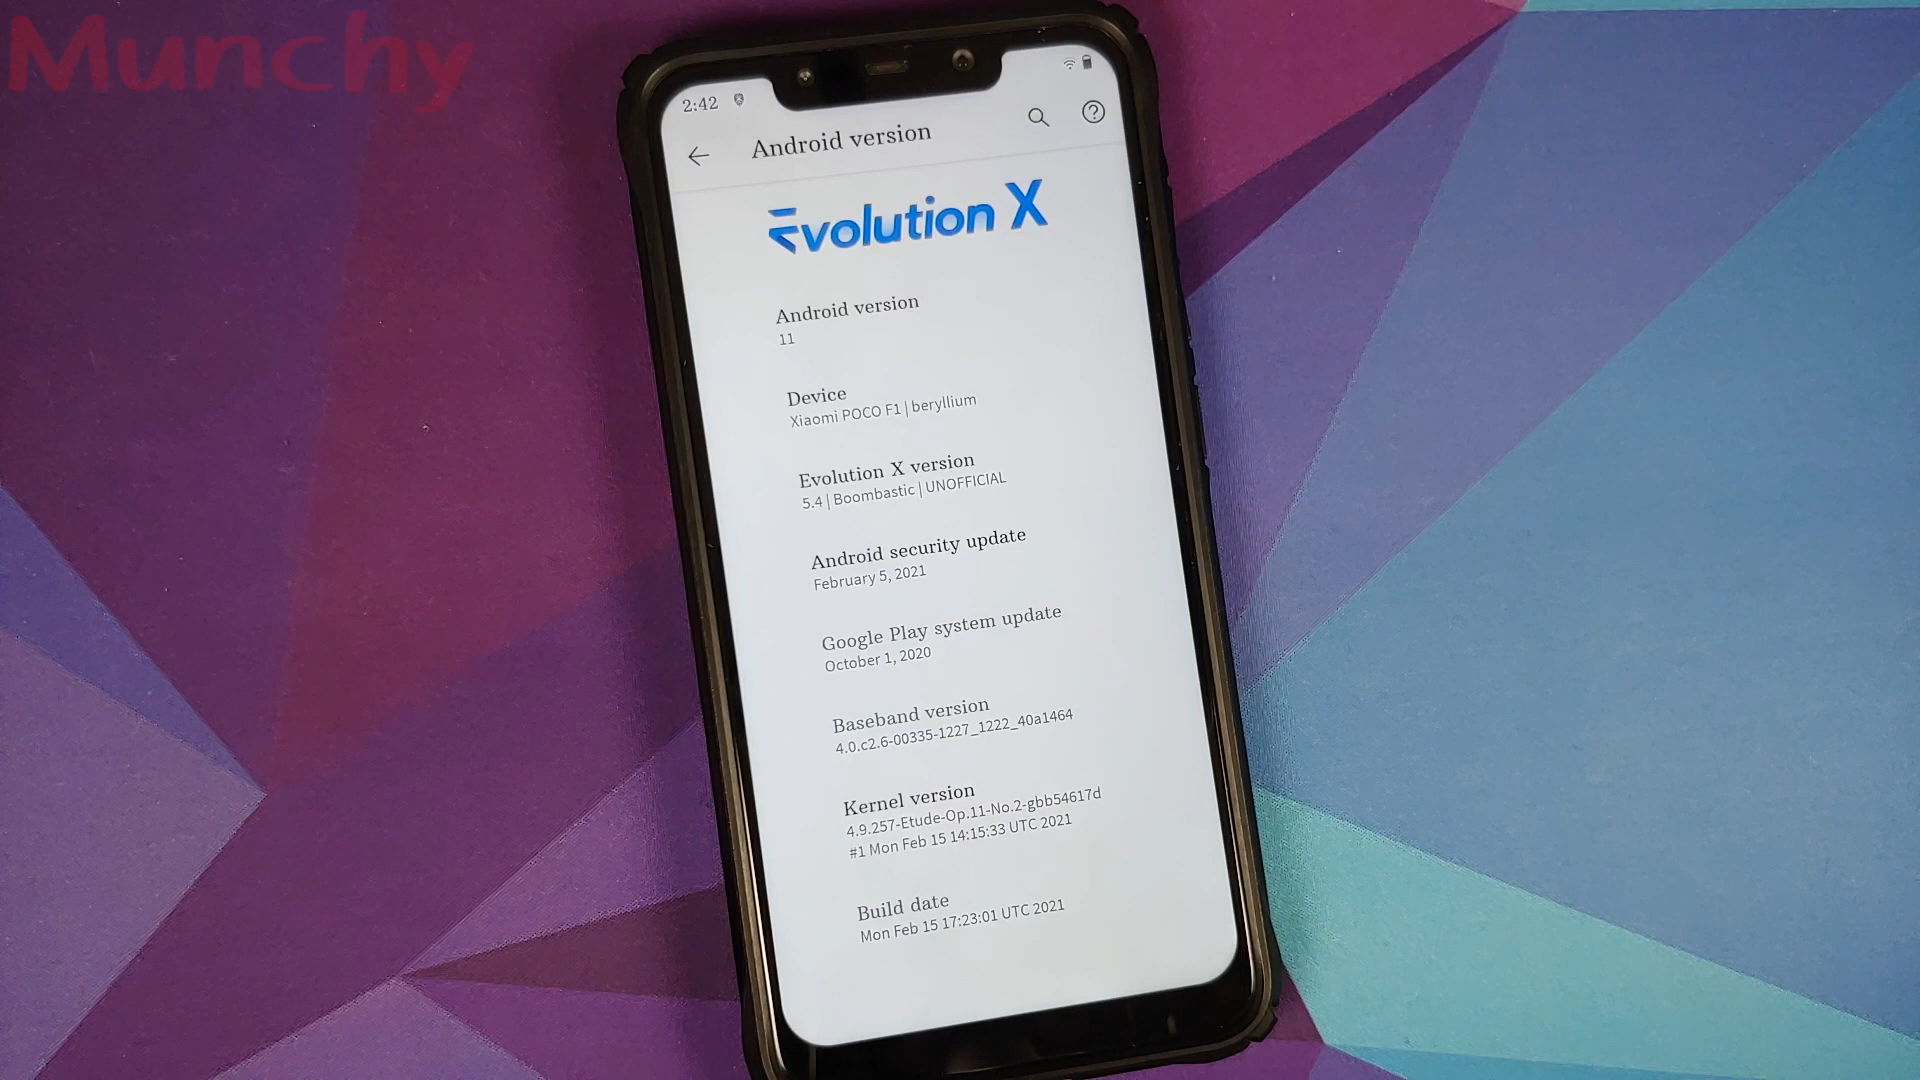 Munchy
2:42
Android version
Evolution X
Android version
11
Device
Xiaomi POCO F1 | beryllium
Evolution X version
5.4 | Boombastic | UNOFFICIAL
Android security update
February 5, 2021
Google Play system update
October 1, 2020
Baseband version
4.0.c2.6-00335-1227_1222_40a1464
Kernel version
4.9.257-Etude-Op.11-No.2-gbb54617d
#1 Mon Feb 15 14:15:33 UTC 2021
Build date
Mon Feb 15 17:23:01 UTC 2021